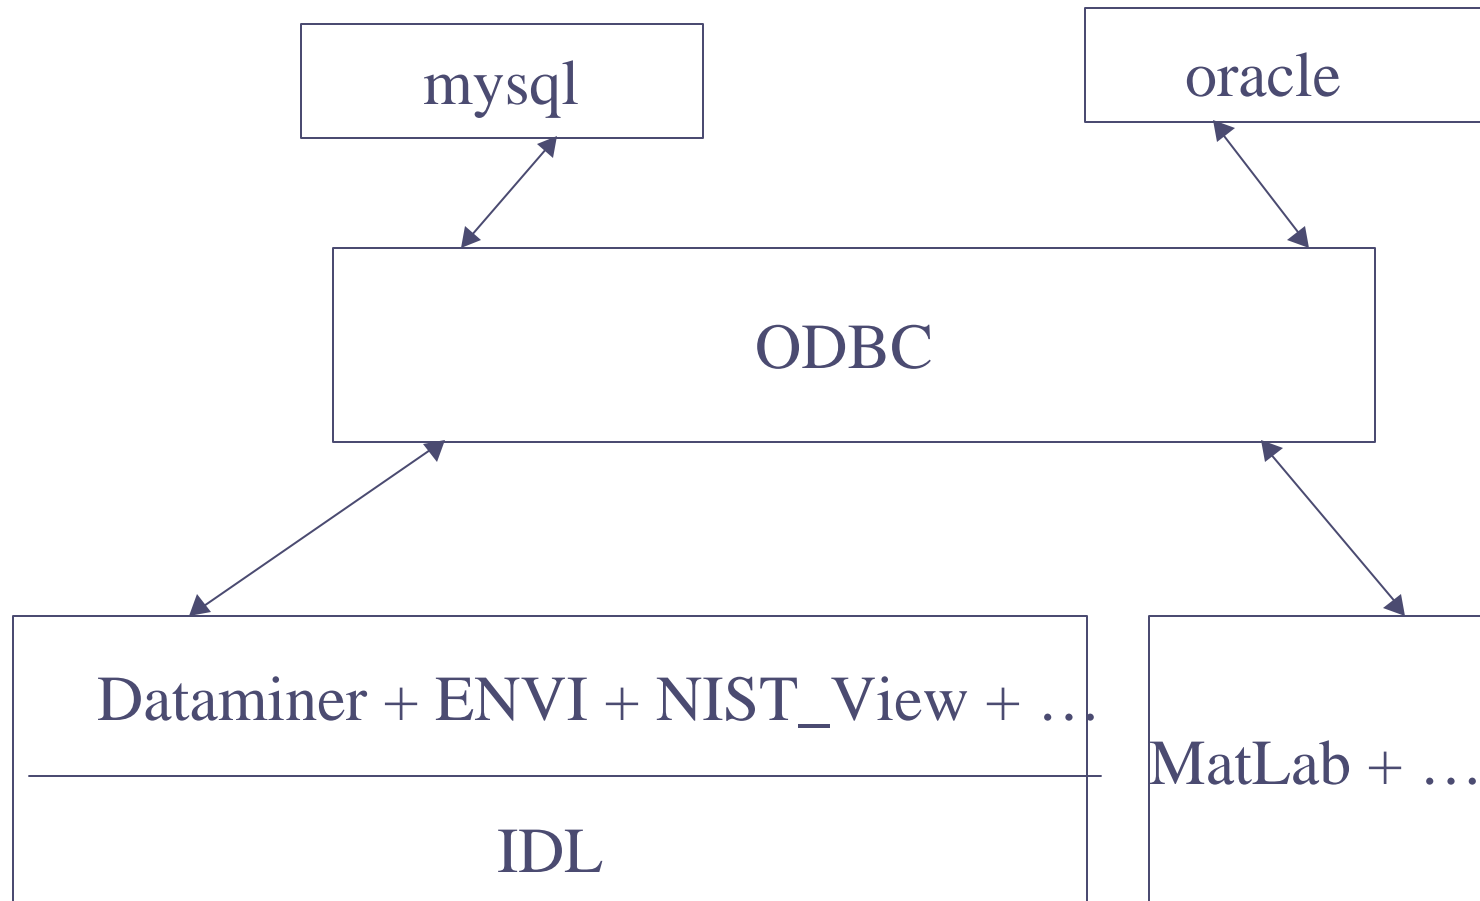 mysql
oracle
ODBC
Dataminer + ENVI + NIST_View + …
MatLab + …
IDL